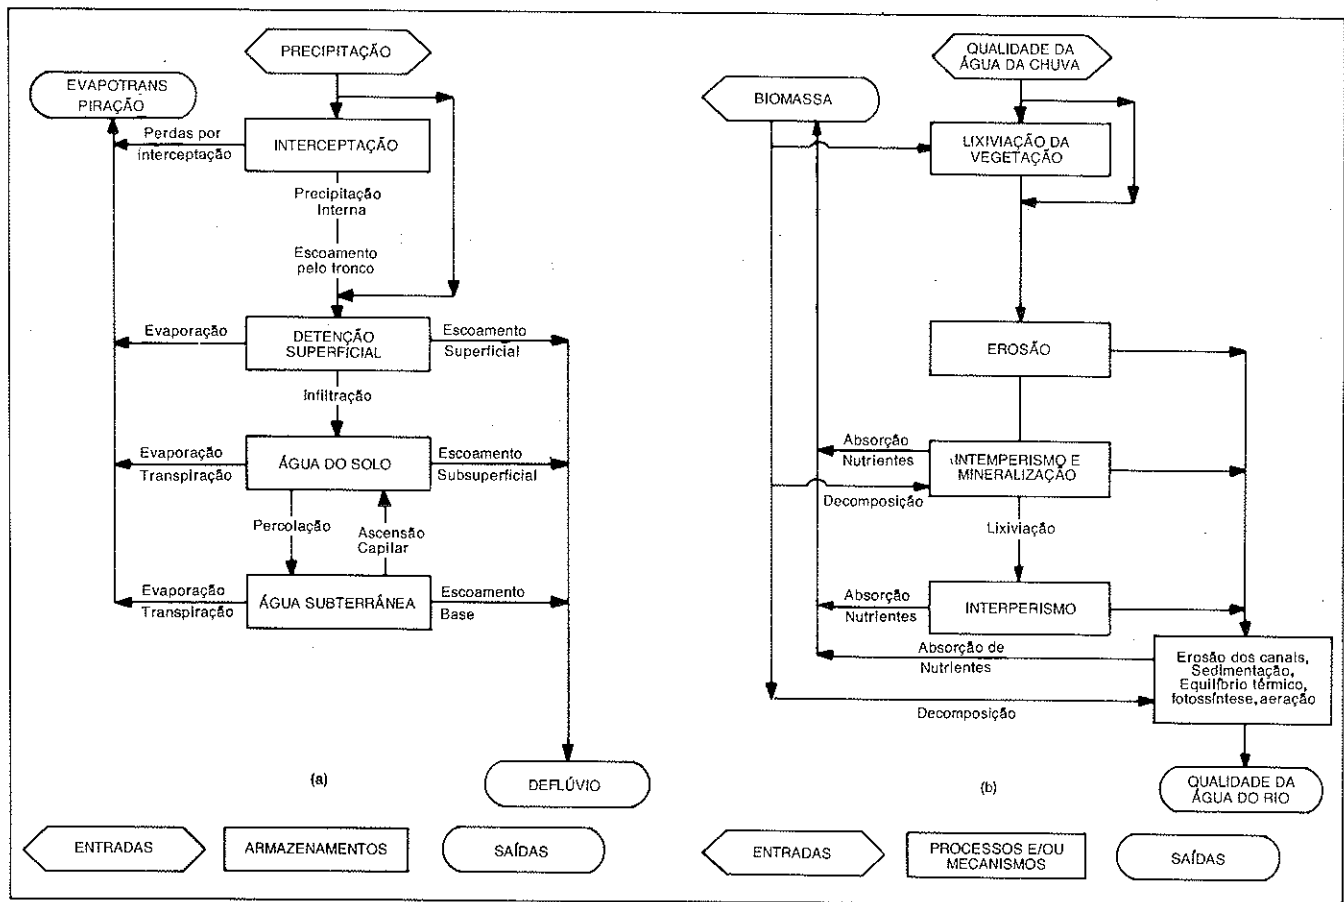 PRECIPITAÇÃO
EVAPOTRANS
PIRAÇÃO
Perdas por
interceptação
INTERCEPTAÇÃO
Precipitação
Interna
Escoamento
pelo tronco
Evaporação
DETENÇÃO
SUPERFICIAL
Escoamento
Superficial
Infiltração
Evaporação
Transpiração
ÁGUA DO SOLO
Escoamento
Subsuperficial
Percolação
Ascensão
Capilar
Evaporação
Transpiração
ÁGUA SUBTERRÂNEA
Escoamento
Base
(a)
DEFLÚVIO
ENTRADAS
ARMAZENAMENTOS
SAÍDAS
QUALIDADE DA
ÁGUA DA CHUVA
BIOMASSA
LIXIVIAÇÃO DA
VEGETAÇÃO
EROSÃO
Absorção
Nutrientes
INTEMPERISMO E
MINERALIZAÇÃO
Decomposição
Lixiviação
Absorção
Nutrientes
INTERPERISMO
Absorção de
Nutrientes
Erosão dos canais,
Sedimentação,
Equilíbrio térmico,
fotossíntese, aeração
Decomposição
(b)
QUALIDADE DA
ÁGUA DO RIO
ENTRADAS
PROCESSOS E/OU
MECANISMOS
SAÍDAS